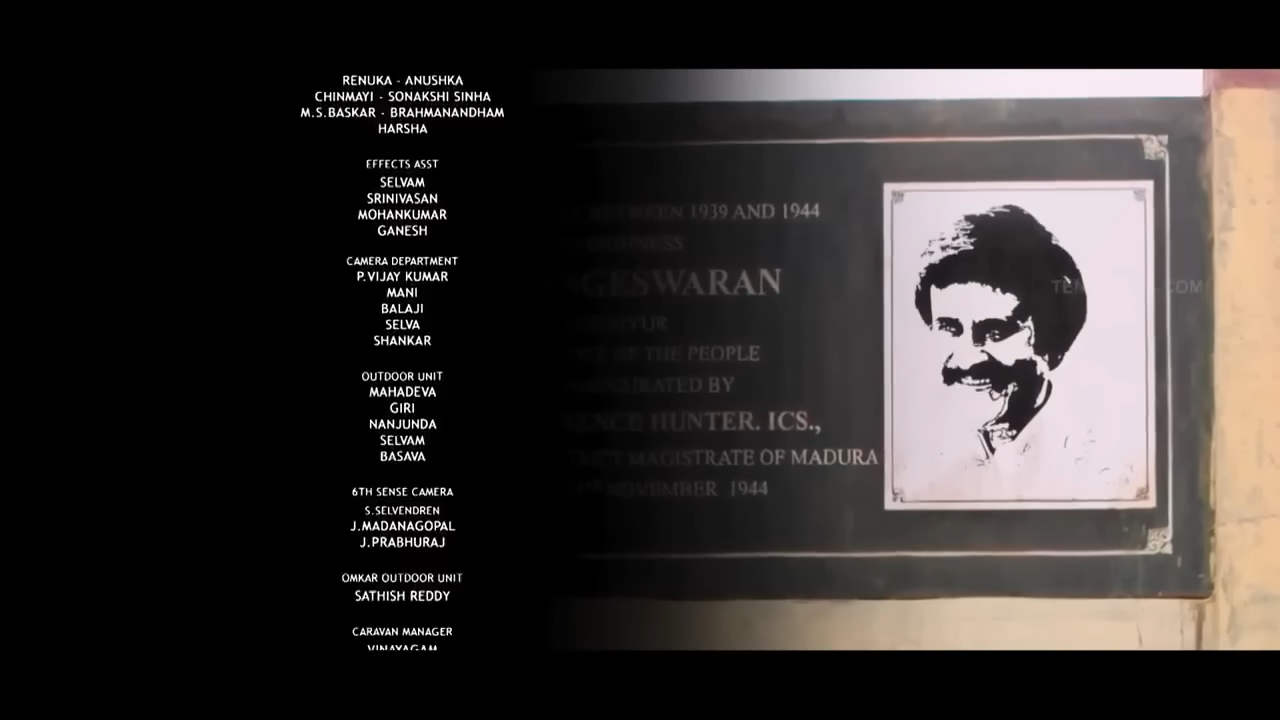 RENUKA - ANUSHKA
CHINMAYI - SONAKSHI SINHA
M.S.BASKAR - BRAHMANANDHAM
HARSHA
EFFECTS ASST
SELVAM
SRINIVASAN
MOHANKUMAR
GANESH
CAMERA DEPARTMENT
P.VIJAY KUMAR
MANI
BALAJI
SELVA
SHANKAR
OUTDOOR UNIT
MAHADEVA
GIRI
NANJUNDA
SELVAM
BASAVA
6TH SENSE CAMERA
S.SELVENDREN
J.MADANAGOPAL
J.PRABHURAJ
OMKAR OUTDOOR UNIT
SATHISH REDDY
CARAVAN MANAGER
VINAYAGAM
BETWEEN 1939 AND 1944
HIGHNESS
GESWARAN
OF THE PEOPLE
BY
HUNTER. ICS.,
MAGISTRATE OF MADURA
NOVEMBER 1944